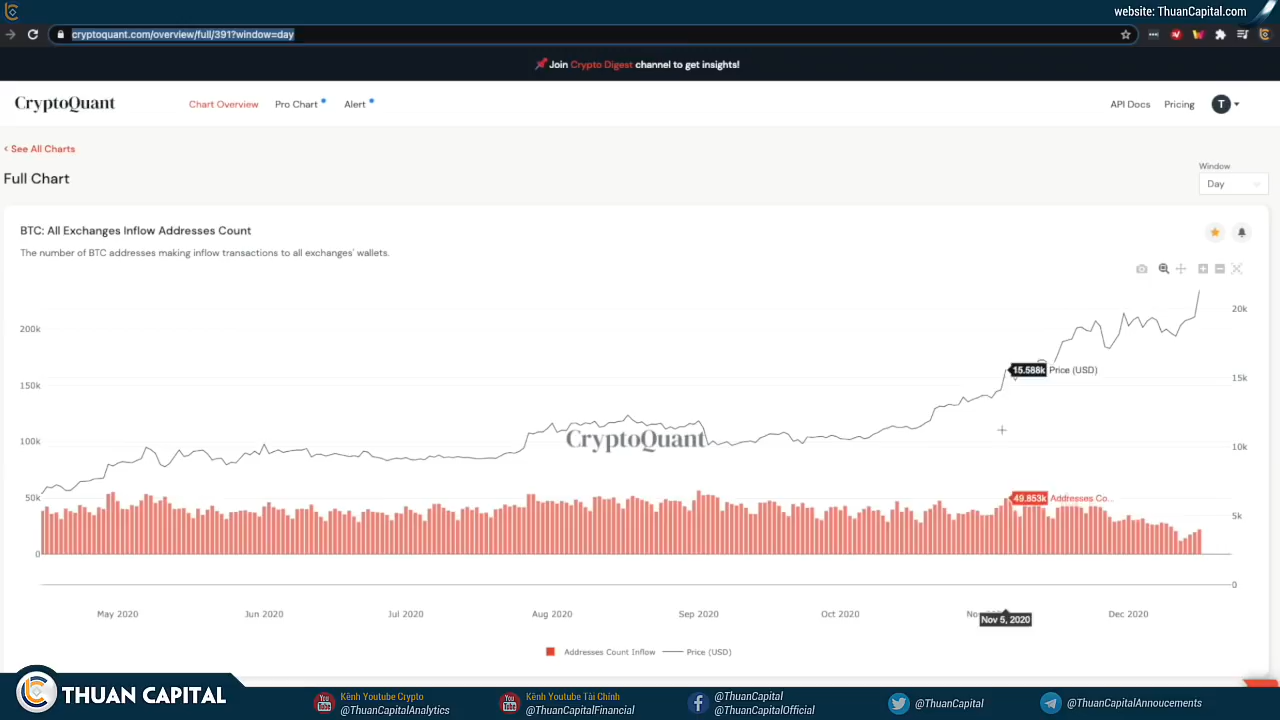 website: ThuanCapital.com
cryptoquant.com/overview/full/391?window=day
Join Crypto Digest channel to get insights!
CryptoQuant
Chart Overview
Pro Chart
Alert
API Docs
Pricing
T
< See All Charts
Full Chart
Window
Day
BTC: All Exchanges Inflow Addresses Count
The number of BTC addresses making inflow transactions to all exchanges' wallets.
200k
150k
100k
50k
0
20k
15k
10k
5k
0
15.588k Price (USD)
CryptoQuant
49.853k Addresses Co..
May 2020
Jun 2020
Jul 2020
Aug 2020
Sep 2020
Oct 2020
Dec 2020
Nov 5, 2020
Addresses Count Inflow
Price (USD)
THUAN CAPITAL
Kênh Youtube Crypto
@ThuanCapitalAnalytics
Kênh Youtube Tài Chính
@ThuanCapitalFinancial
@ThuanCapital
@ThuanCapitalOfficial
@ThuanCapital
@ThuanCapitalAnnoucements